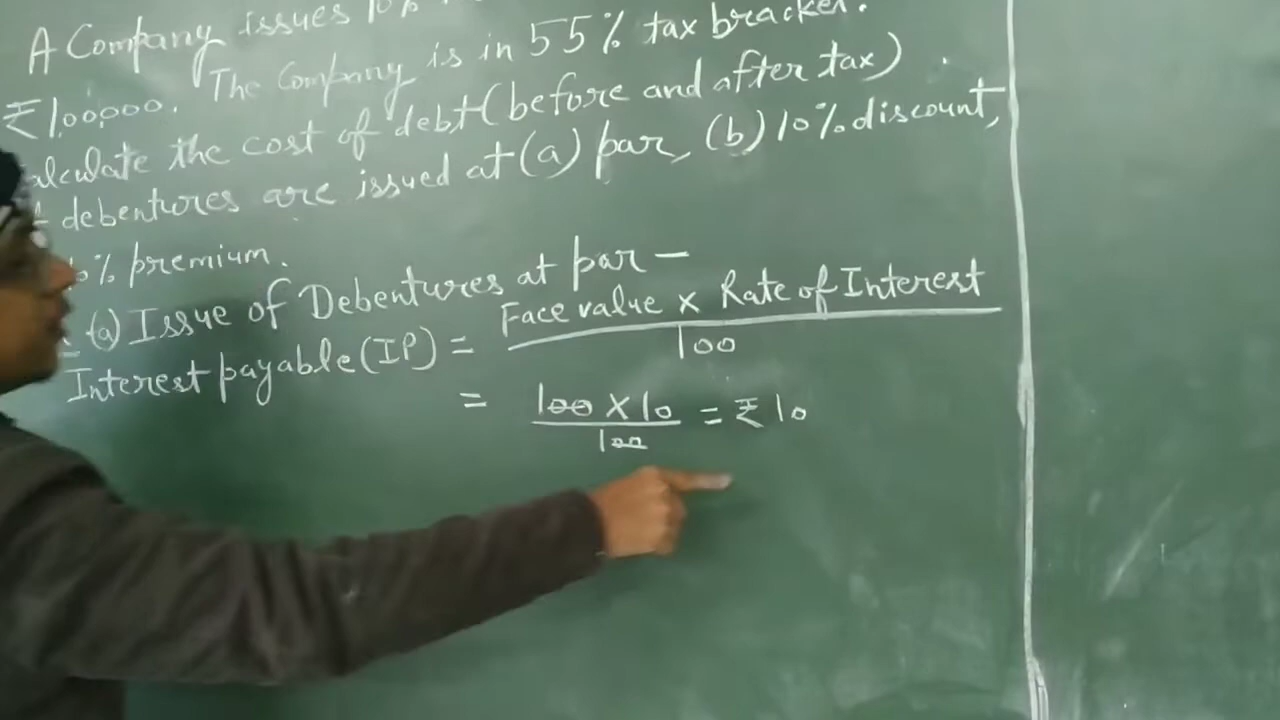 A Company issues 10%
₹1,00,000. The Company is in 55% tax bracket.
alculate the cost of debt (before and after tax)
debentures are issued at (a) par, (b) 10% discount,
% premium.
(a) Issue of Debentures at par —
Interest payable (IP) = Face value × Rate of Interest
100
= 100 × 10 = ₹ 10
100